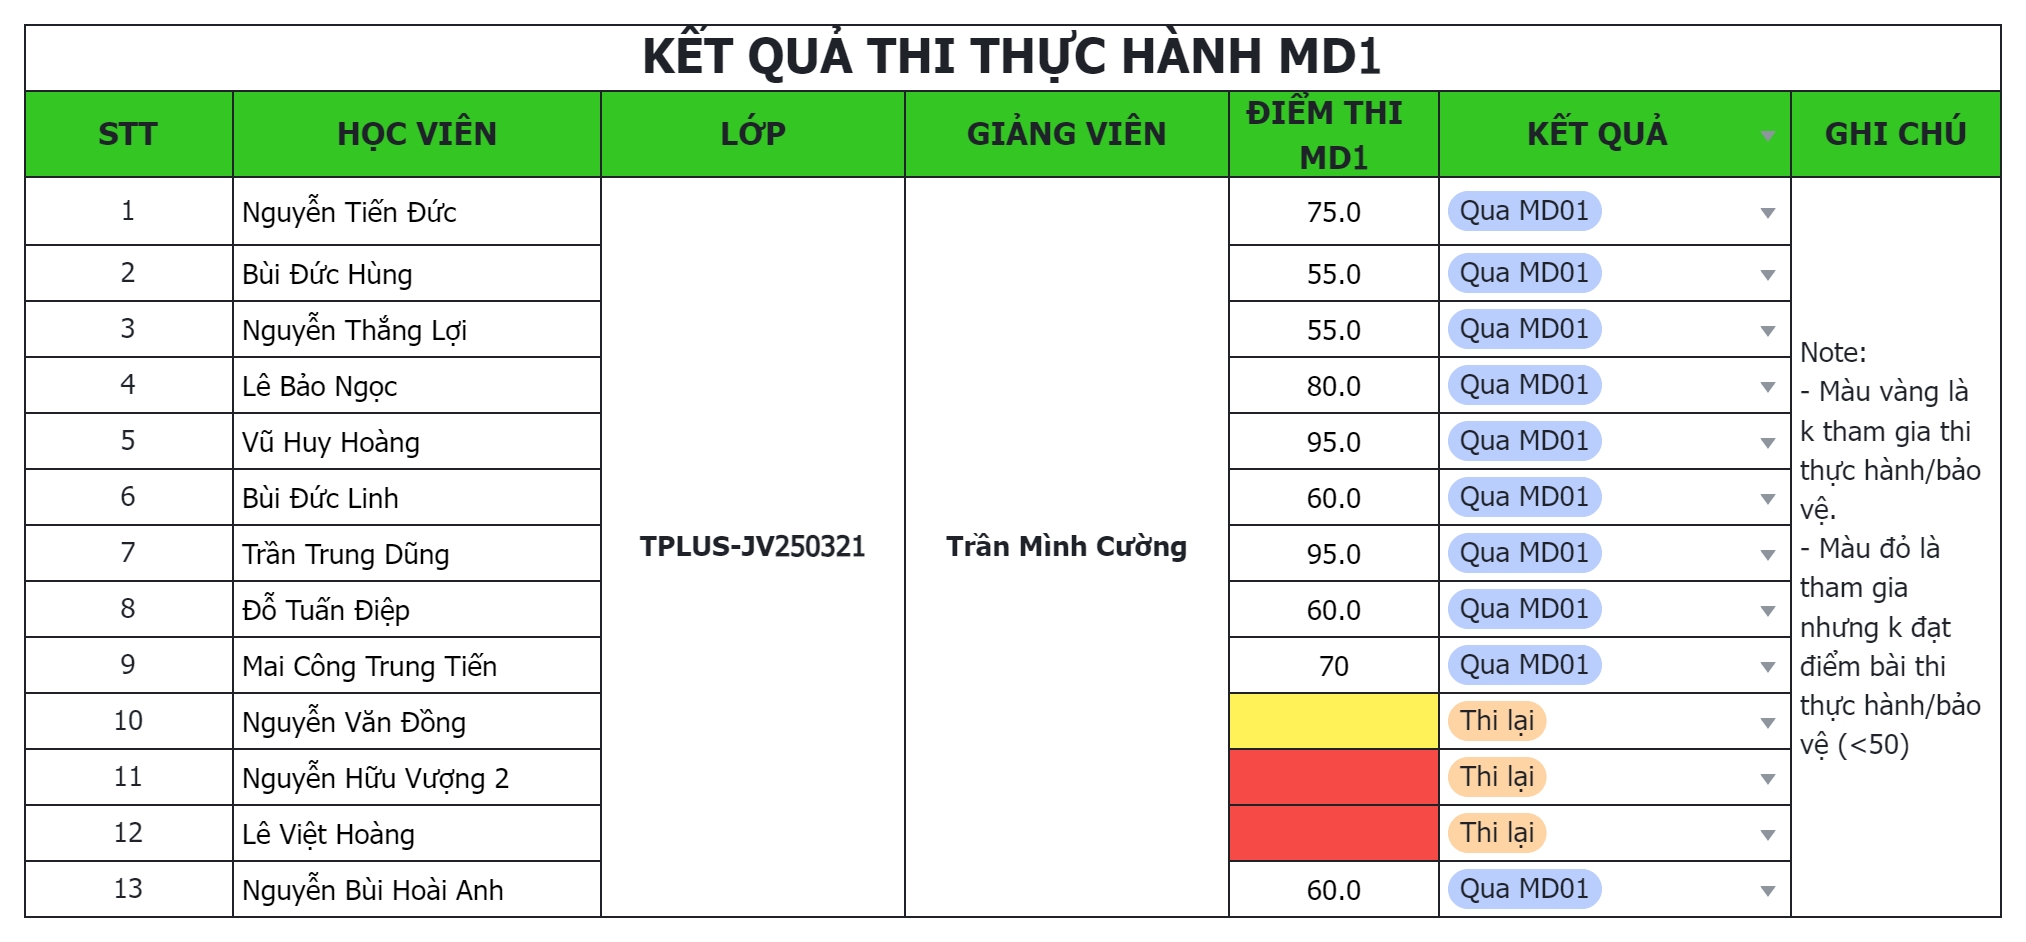 KẾT QUẢ THI THỰC HÀNH MD1
STT HỌC VIÊN LỚP GIẢNG VIÊN ĐIỂM THI MD1 KẾT QUẢ GHI CHÚ
1 Nguyễn Tiến Đức 75.0 Qua MD01
2 Bùi Đức Hùng 55.0 Qua MD01
3 Nguyễn Thắng Lợi 55.0 Qua MD01
4 Lê Bảo Ngọc 80.0 Qua MD01
5 Vũ Huy Hoàng 95.0 Qua MD01
6 Bùi Đức Linh 60.0 Qua MD01
7 Trần Trung Dũng 95.0 Qua MD01
8 Đỗ Tuấn Điệp 60.0 Qua MD01
9 Mai Công Trung Tiến 70 Qua MD01
10 Nguyễn Văn Đồng Thi lại
11 Nguyễn Hữu Vượng 2 Thi lại
12 Lê Việt Hoàng Thi lại
13 Nguyễn Bùi Hoài Anh 60.0 Qua MD01
TPLUS-JV250321
Trần Mình Cường
Note:
- Màu vàng là
k tham gia thi
thực hành/bảo
vệ.
- Màu đỏ là
tham gia
nhưng k đạt
điểm bài thi
thực hành/bảo
vệ (<50)